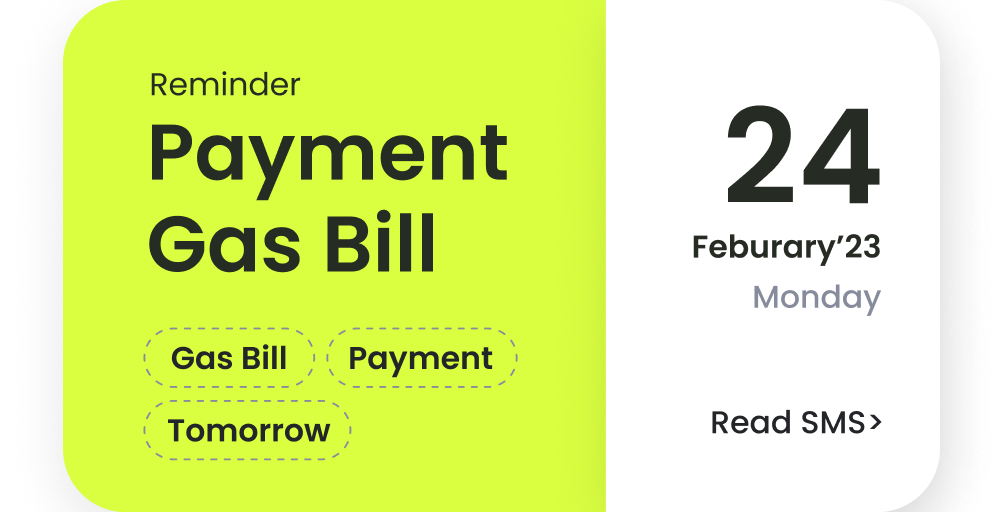 Reminder
Payment
Gas Bill
Gas Bill
Payment
Tomorrow
24
Feburary’23
Monday
Read SMS>